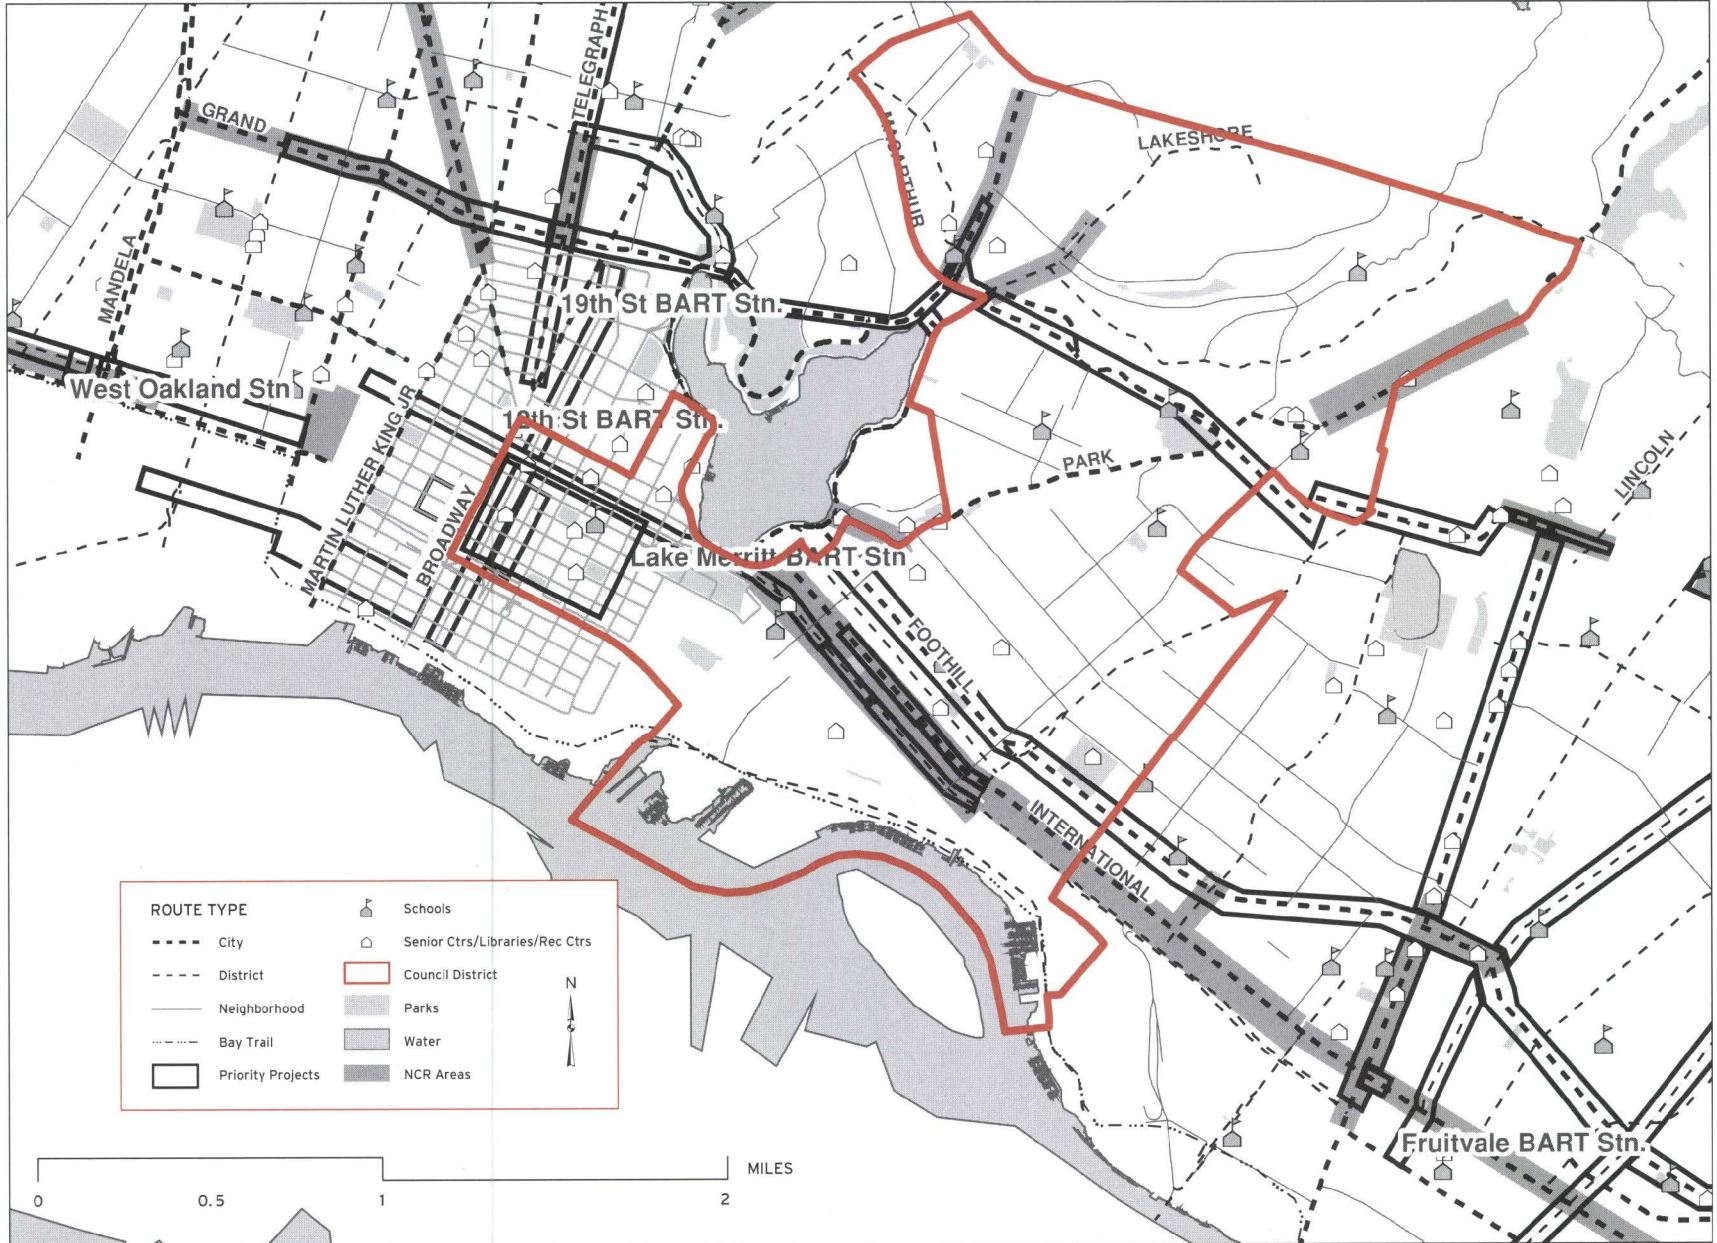 TELEGRAPH
GRAND
MACARTHUR
LAKESHORE
MANDELA
19th St BART Stn.
West Oakland Stn
12th St BART Stn.
MARTIN LUTHER KING JR
BROADWAY
PARK
LINCOLN
Lake Merritt BART Stn
FOOTHILL
INTERNATIONAL
Fruitvale BART Stn.
ROUTE TYPE
City
District
Neighborhood
Bay Trail
Priority Projects
Schools
Senior Ctrs/Libraries/Rec Ctrs
Council District
Parks
Water
NCR Areas
N
MILES
0 0.5 1 2